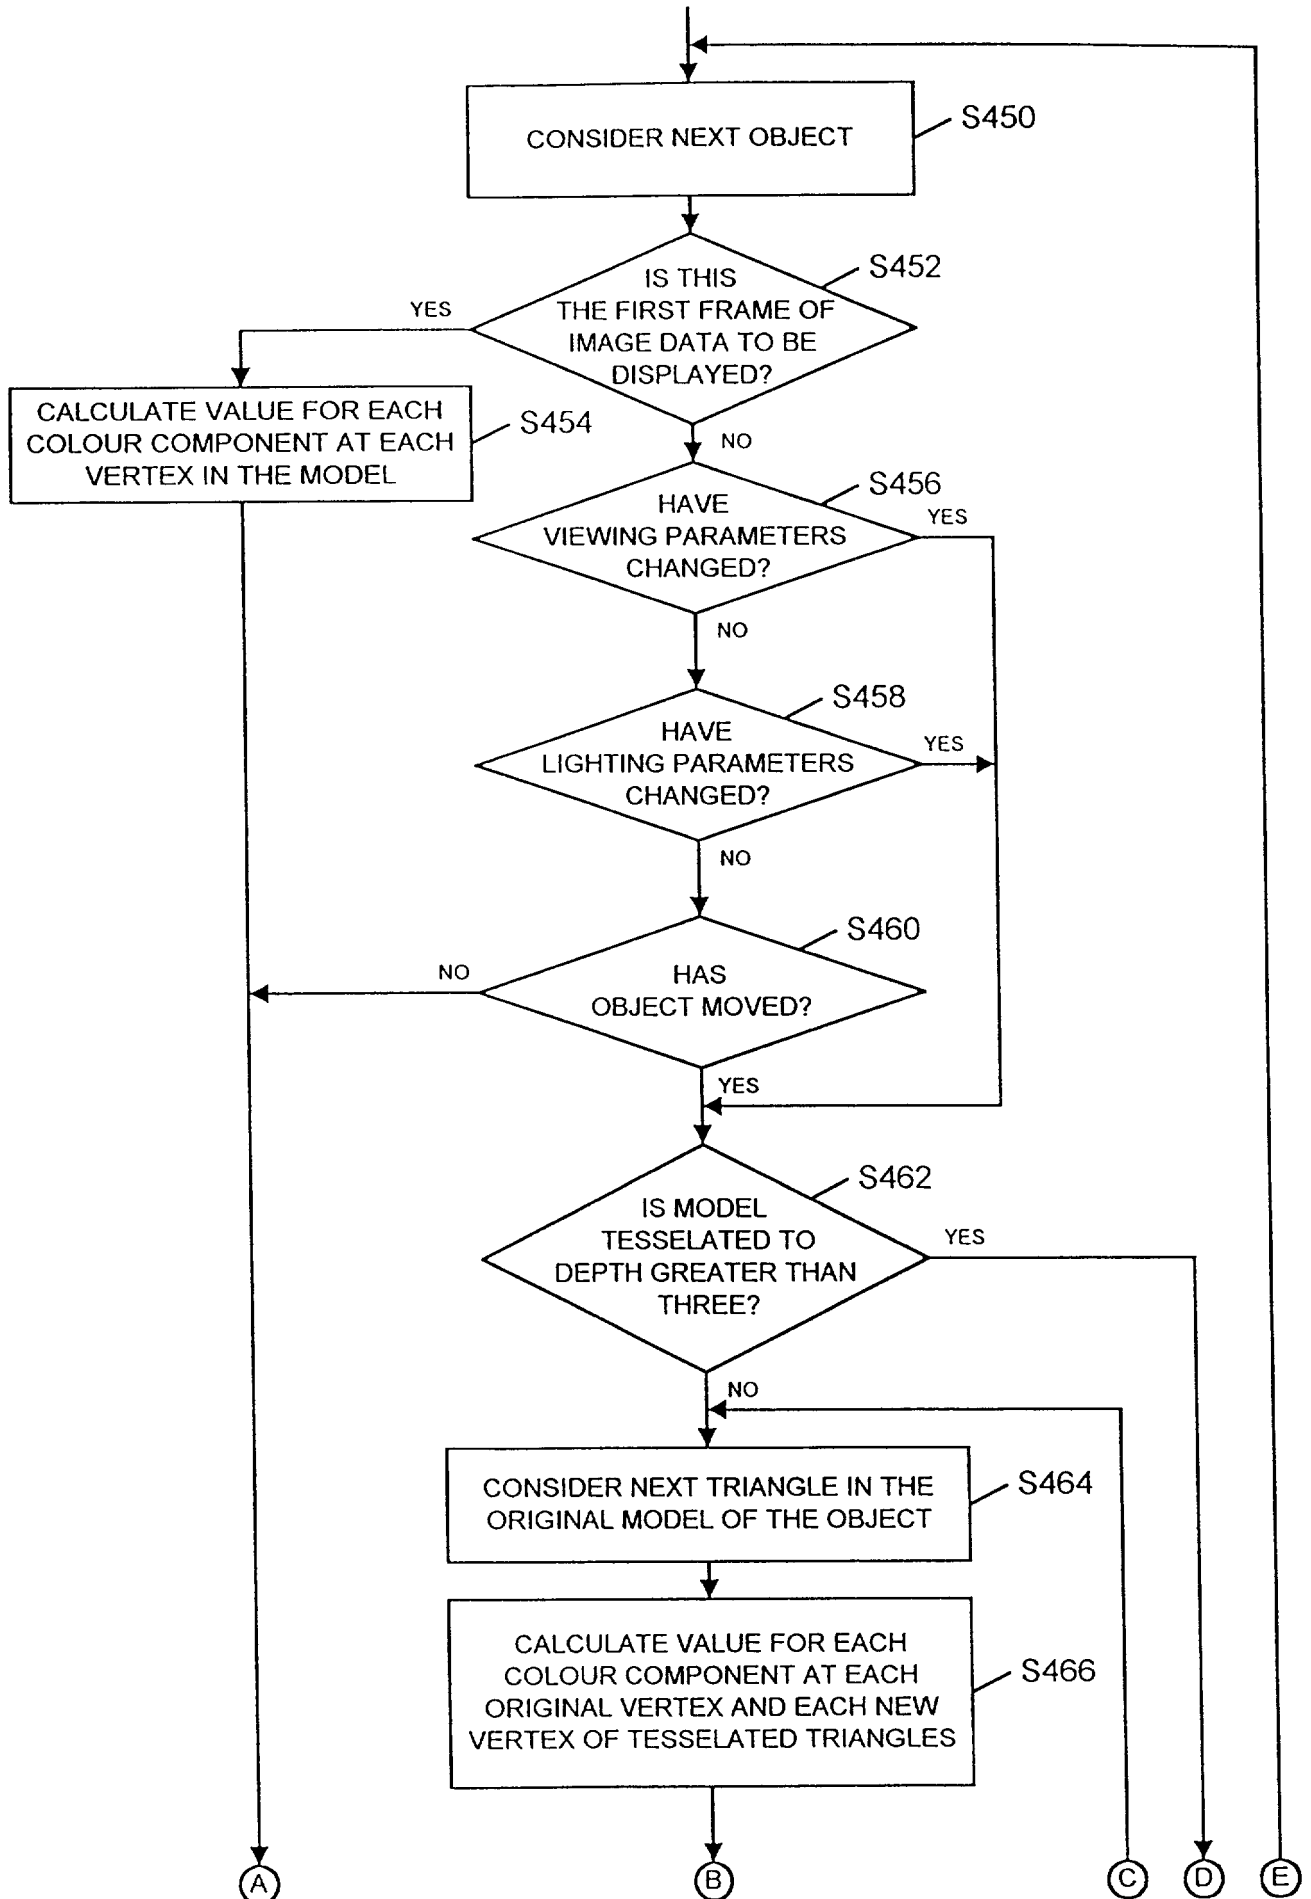 CONSIDER NEXT OBJECT
S450
IS THIS
THE FIRST FRAME OF
IMAGE DATA TO BE
DISPLAYED?
S452
YES
NO
CALCULATE VALUE FOR EACH
COLOUR COMPONENT AT EACH
VERTEX IN THE MODEL
S454
HAVE
VIEWING PARAMETERS
CHANGED?
S456
YES
NO
HAVE
LIGHTING PARAMETERS
CHANGED?
S458
YES
NO
HAS
OBJECT MOVED?
S460
NO
YES
IS MODEL
TESSELATED TO
DEPTH GREATER THAN
THREE?
S462
YES
NO
CONSIDER NEXT TRIANGLE IN THE
ORIGINAL MODEL OF THE OBJECT
S464
CALCULATE VALUE FOR EACH
COLOUR COMPONENT AT EACH
ORIGINAL VERTEX AND EACH NEW
VERTEX OF TESSELATED TRIANGLES
S466
A
B
C
D
E